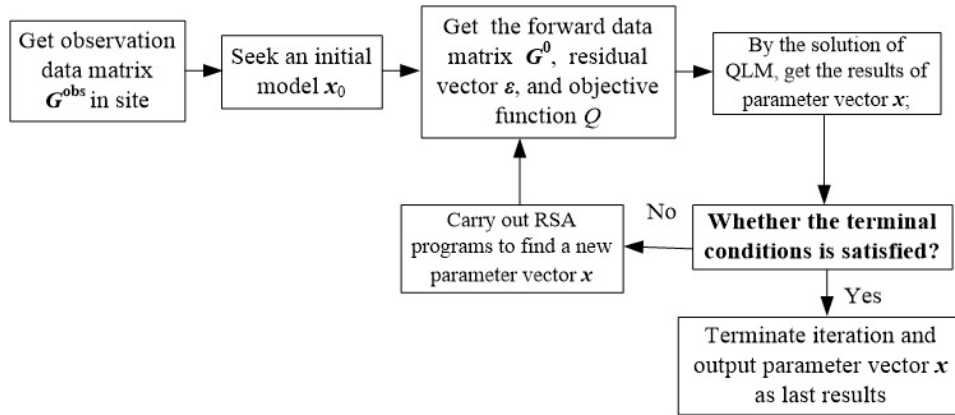 Get observation
data matrix
G^obs in site
Seek an initial
model x₀
Get the forward data
matrix G⁰, residual
vector ε, and objective
function Q
By the solution of
QLM, get the results of
parameter vector x;
Whether the terminal
conditions is satisfied?
No
Carry out RSA
programs to find a new
parameter vector x
Yes
Terminate iteration and
output parameter vector x
as last results